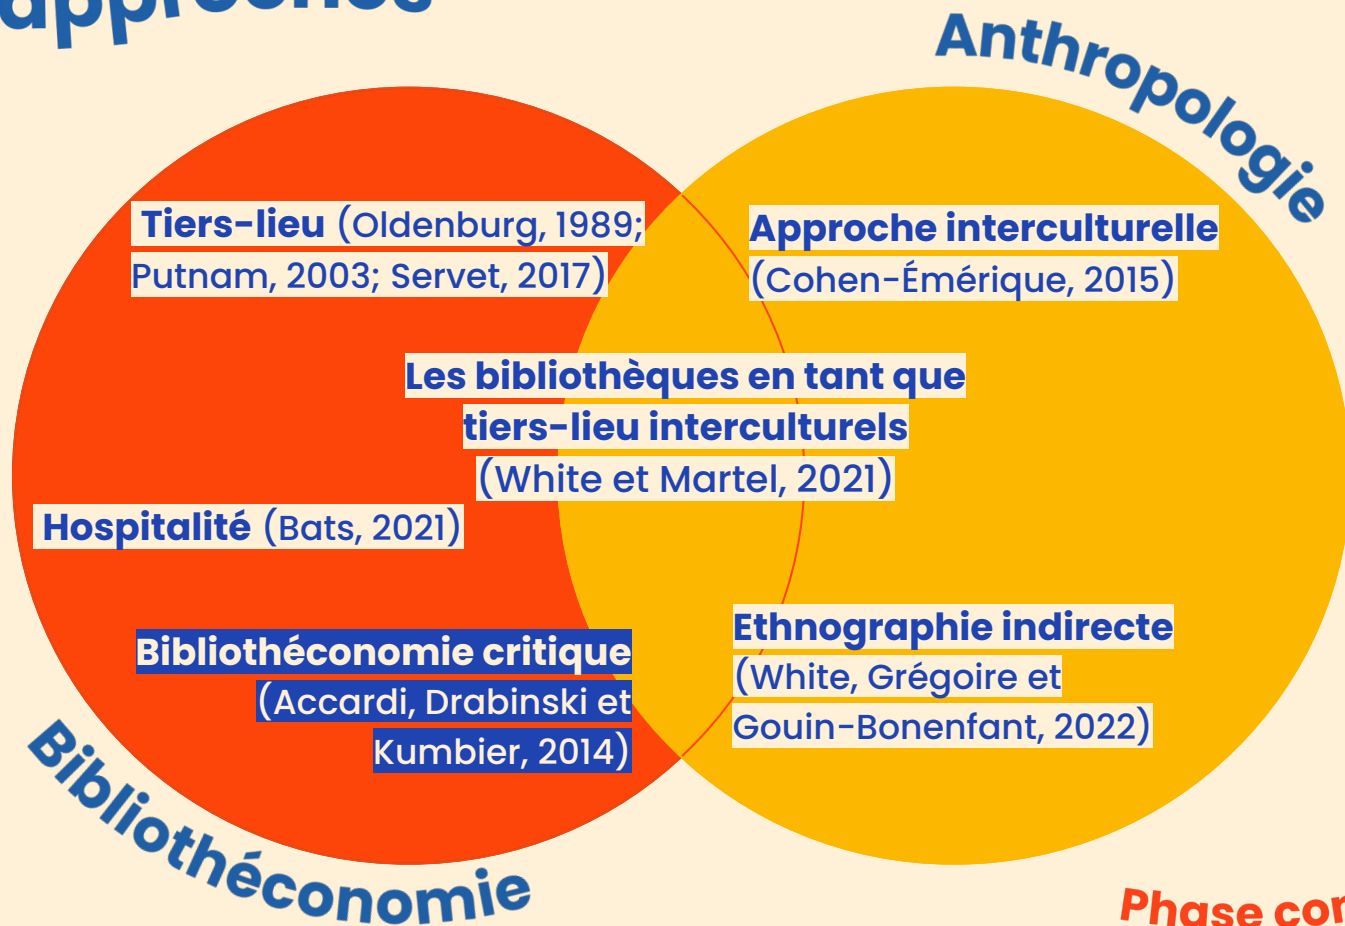 approches
Anthropologie
Tiers-lieu (Oldenburg, 1989;
Putnam, 2003; Servet, 2017)
Approche interculturelle
(Cohen-Émérique, 2015)
Les bibliothèques en tant que
tiers-lieu interculturels
(White et Martel, 2021)
Hospitalité (Bats, 2021)
Bibliothéconomie critique
(Accardi, Drabinski et
Kumbier, 2014)
Ethnographie indirecte
(White, Grégoire et
Gouin-Bonenfant, 2022)
Bibliothéconomie
Phase